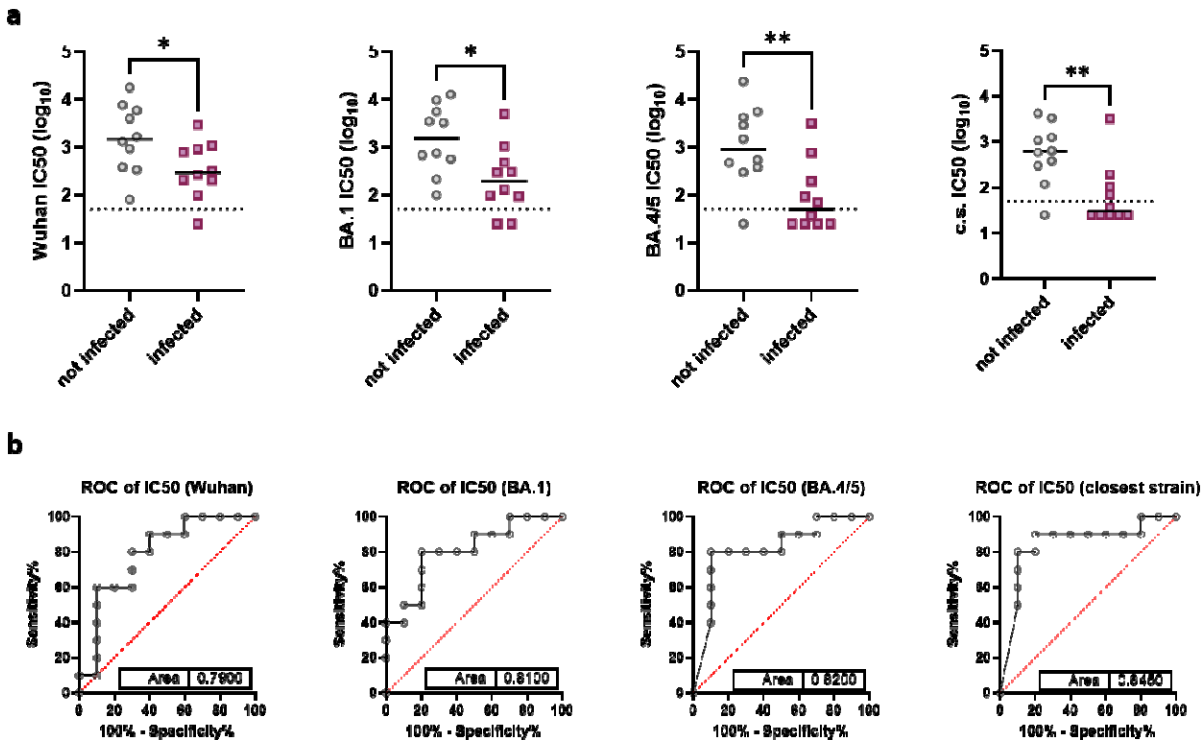 a
* * ** **
5 5 5 5
4 4 4 4
3 3 3 3
2 2 2 2
1 1 1 1
0 0 0 0
Wuhan IC50 (log10) BA.1 IC50 (log10) BA.4/5 IC50 (log10) c.s. IC50 (log10)
not infected infected not infected infected not infected infected not infected infected
b
ROC of IC50 (Wuhan) ROC of IC50 (BA.1) ROC of IC50 (BA.4/5) ROC of IC50 (closest strain)
100 100 100 100
80 80 80 80
60 60 60 60
40 40 40 40
20 20 20 20
0 0 0 0
Sensitivity% Sensitivity% Sensitivity% Sensitivity%
Area 0.7900 Area 0.8100 Area 0.8200 Area
0 20 40 60 80 100 0 20 40 60 80 100 0 20 40 60 80 100 0 20 40 60 80 100
100% - Specificity% 100% - Specificity% 100% - Specificity% 100% - Specificity%